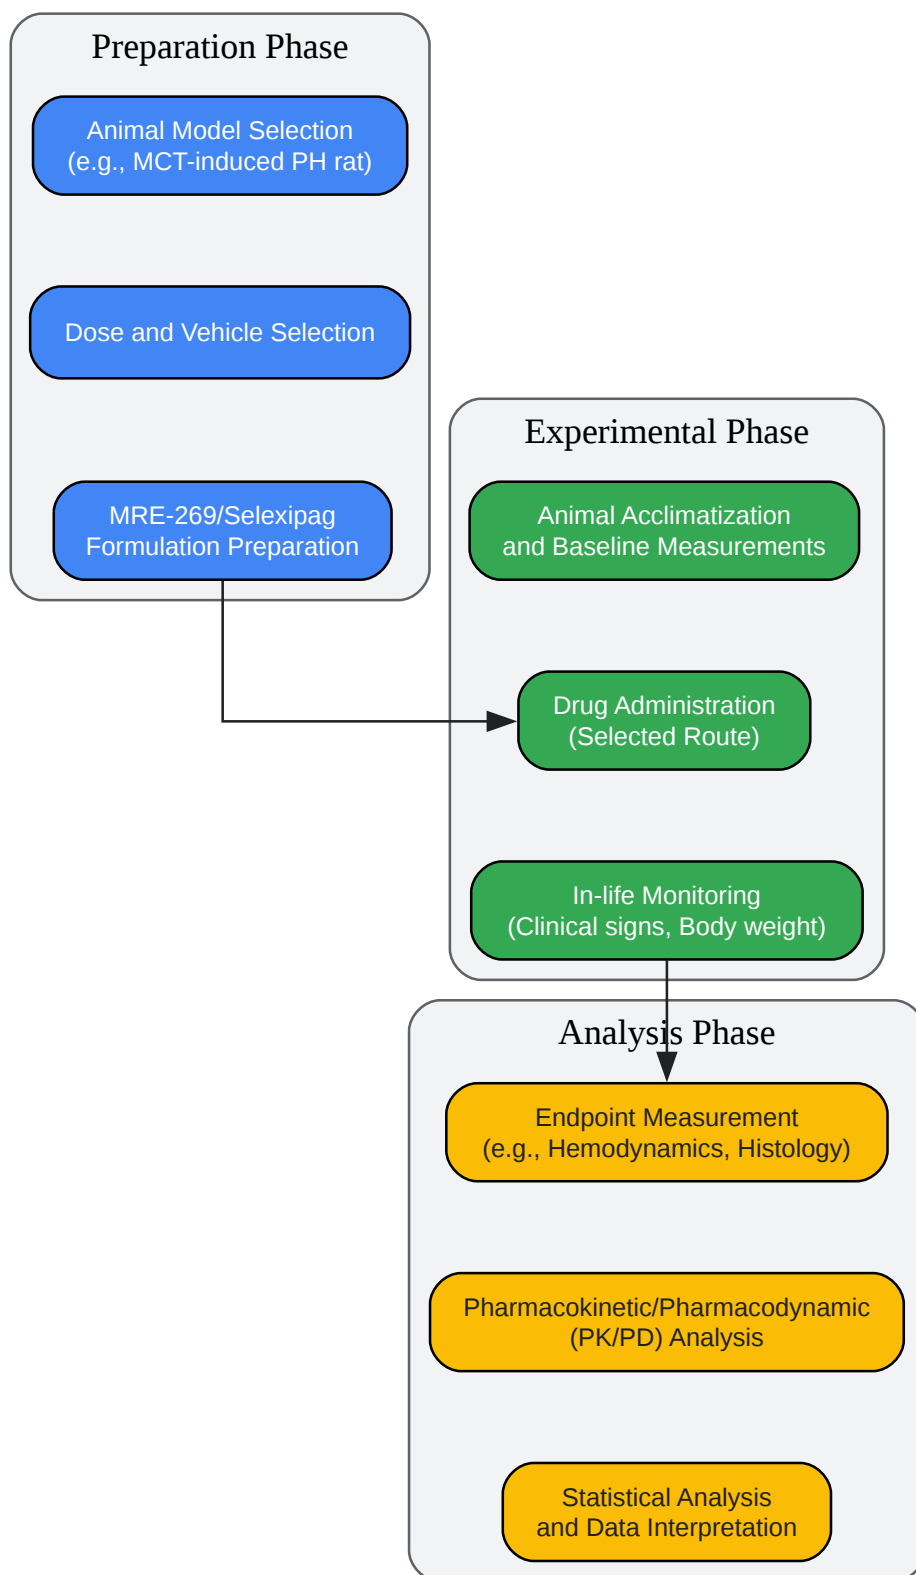 Preparation Phase
Animal Model Selection
(e.g., MCT-induced PH rat)
Dose and Vehicle Selection
MRE-269/Selexipag
Formulation Preparation
Experimental Phase
Animal Acclimatization
and Baseline Measurements
Drug Administration
(Selected Route)
In-life Monitoring
(Clinical signs, Body weight)
Analysis Phase
Endpoint Measurement
(e.g., Hemodynamics, Histology)
Pharmacokinetic/Pharmacodynamic
(PK/PD) Analysis
Statistical Analysis
and Data Interpretation